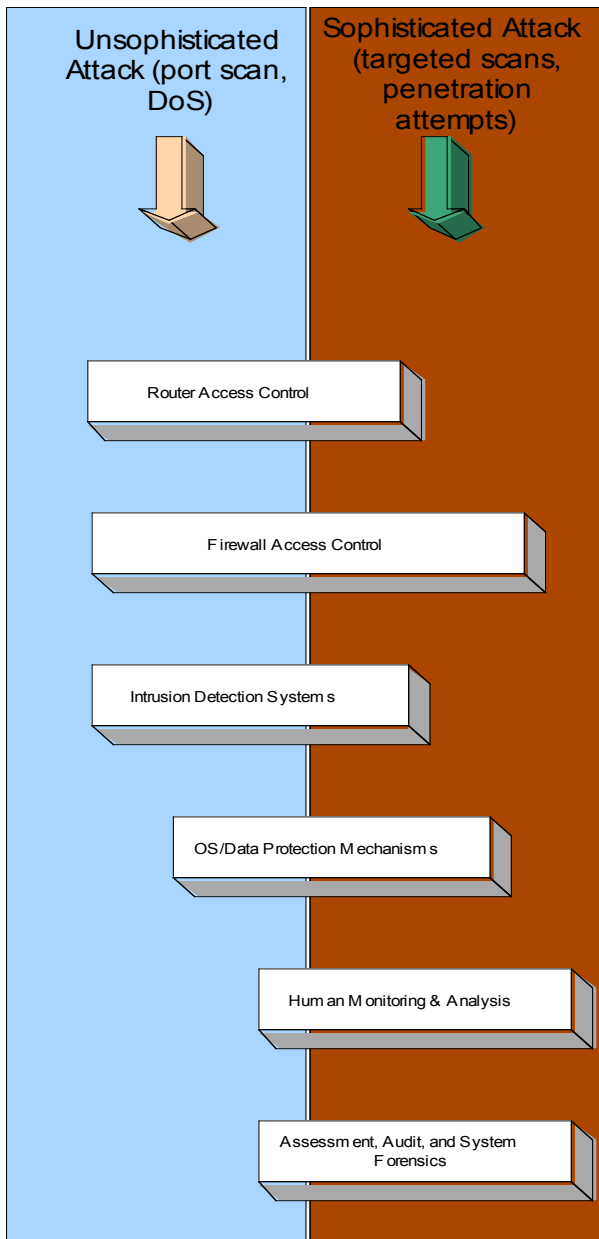 Unsophisticated
Attack (port scan,
DoS)
Sophisticated Attack
(targeted scans,
penetration
attempts)
Router Access Control
Firewall Access Control
Intrusion Detection Systems
OS/Data Protection Mechanisms
Human Monitoring & Analysis
Assessment, Audit, and System
Forensics